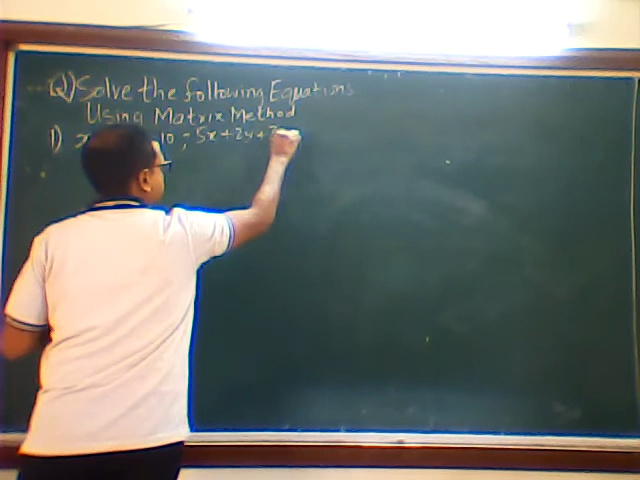 Q) Solve the following Equations
Using Matrix Method
1) x 10 ; 5x+2y+